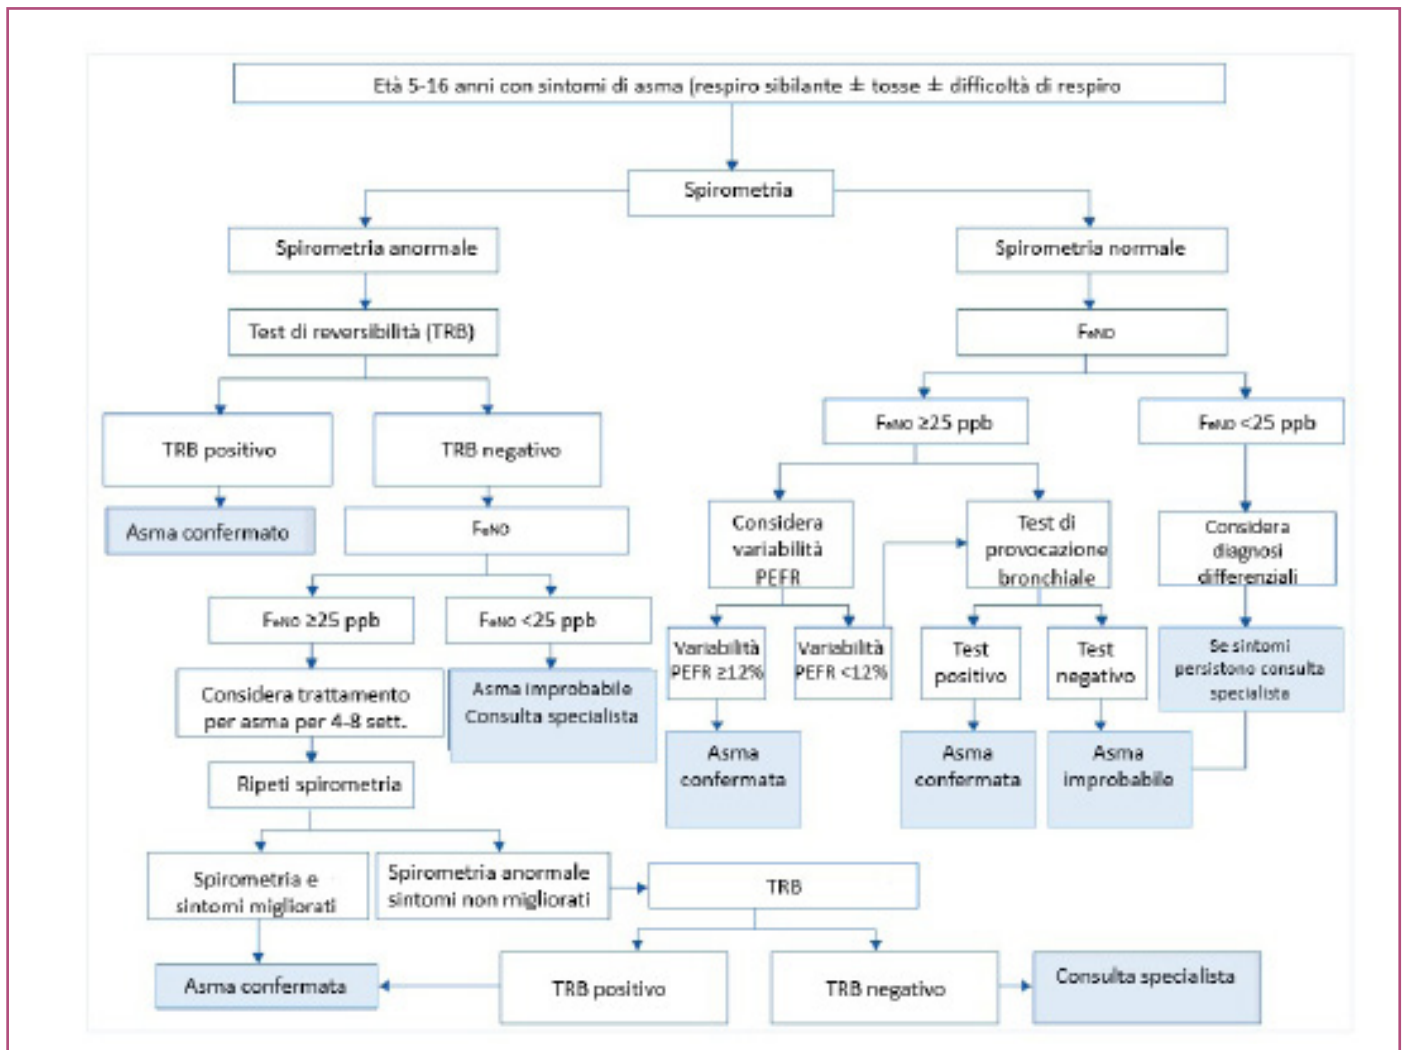 Età 5-16 anni con sintomi di asma (respiro sibilante ± tosse ± difficoltà di respiro
Spirometria
Spirometria anormale
Spirometria normale
Test di reversibilità (TRB)
FeNO
TRB positivo
TRB negativo
FeNO ≥25 ppb
FeNO <25 ppb
Asma confermato
FeNO
Considera
variabilità
PEFR
Test di
provocazione
bronchiale
Considera
diagnosi
differenziali
FeNO ≥25 ppb
FeNO <25 ppb
Variabilità
PEFR ≥12%
Variabilità
PEFR <12%
Test
positivo
Test
negativo
Se sintomi
persistono consulta
specialista
Considera trattamento
per asma per 4-8 sett.
Asma improbabile
Consulta specialista
Asma
confermata
Asma
confermata
Asma
improbabile
Ripeti spirometria
Spirometria e
sintomi migliorati
Spirometria anormale
sintomi non migliorati
TRB
Asma confermata
TRB positivo
TRB negativo
Consulta specialista